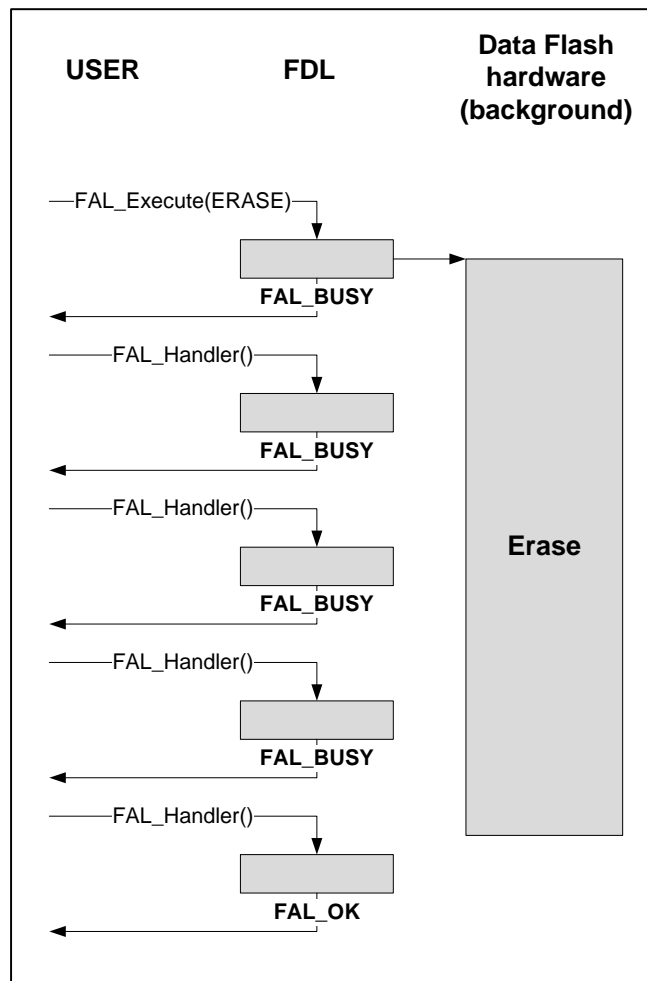 USER
FDL
Data Flash
hardware
(background)
FAL_Execute(ERASE)
FAL_BUSY
FAL_Handler()
FAL_BUSY
FAL_Handler()
FAL_BUSY
Erase
FAL_Handler()
FAL_BUSY
FAL_Handler()
FAL_OK